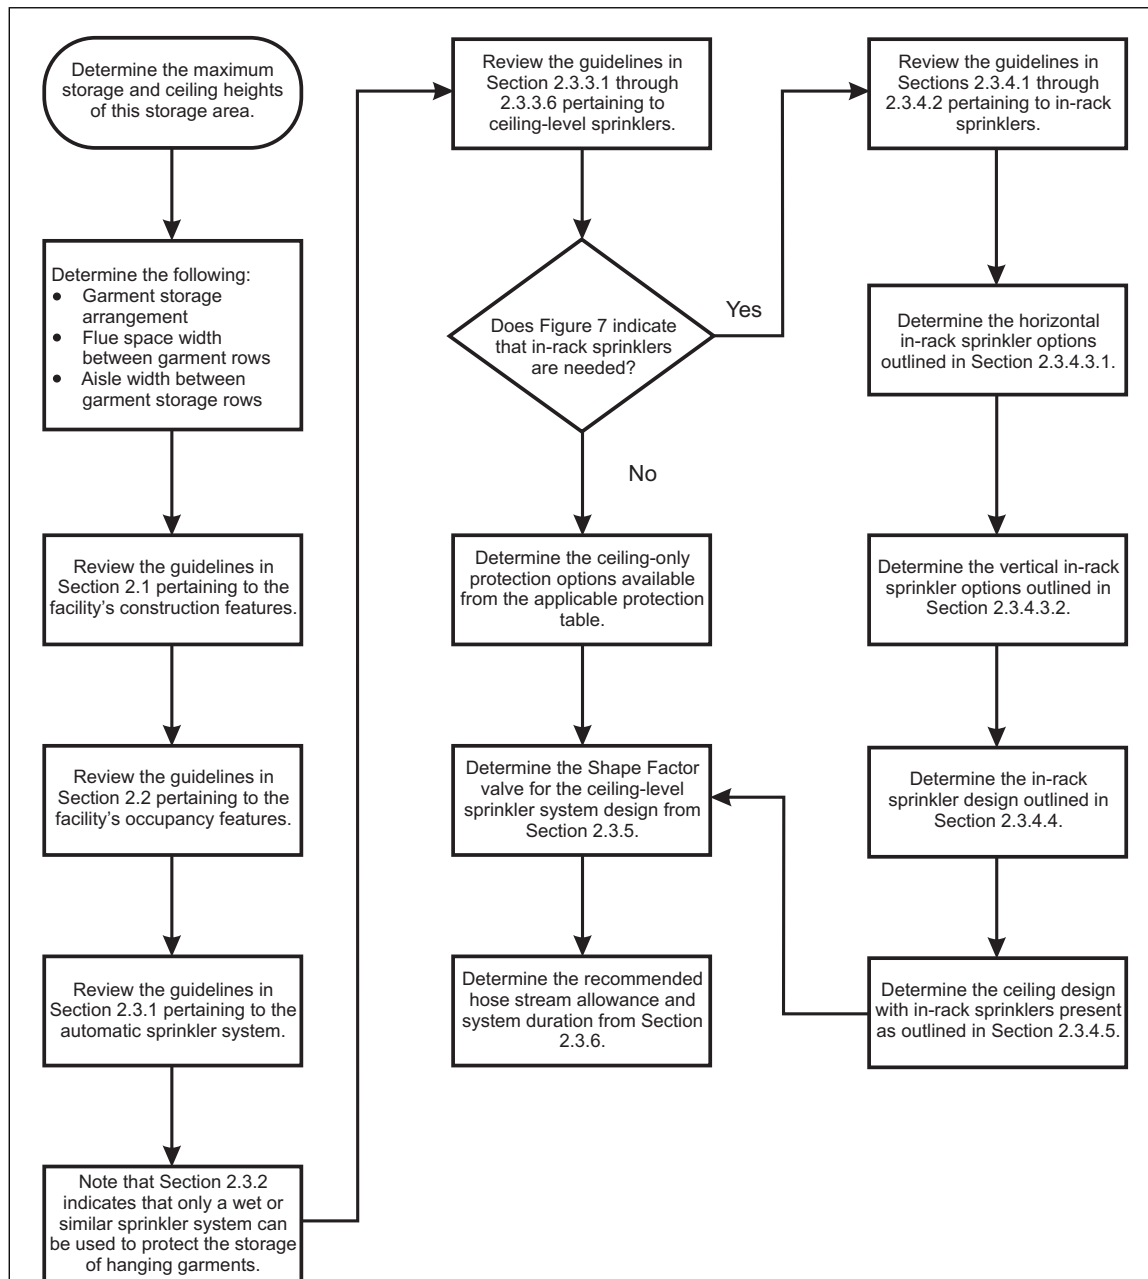 Determine the maximum
storage and ceiling heights
of this storage area.
Determine the following:
● Garment storage
arrangement
● Flue space width
between garment rows
● Aisle width between
garment storage rows
Review the guidelines in
Section 2.1 pertaining to the
facility’s construction features.
Review the guidelines in
Section 2.2 pertaining to the
facility’s occupancy features.
Review the guidelines in
Section 2.3.1 pertaining to the
automatic sprinkler system.
Note that Section 2.3.2
indicates that only a wet or
similar sprinkler system can
be used to protect the storage
of hanging garments.
Review the guidelines in
Section 2.3.3.1 through
2.3.3.6 pertaining to
ceiling-level sprinklers.
Does Figure 7 indicate
that in-rack sprinklers
are needed?
Yes
No
Determine the ceiling-only
protection options available
from the applicable protection
table.
Determine the Shape Factor
valve for the ceiling-level
sprinkler system design from
Section 2.3.5.
Determine the recommended
hose stream allowance and
system duration from Section
2.3.6.
Review the guidelines in
Sections 2.3.4.1 through
2.3.4.2 pertaining to in-rack
sprinklers.
Determine the horizontal
in-rack sprinkler options
outlined in Section 2.3.4.3.1.
Determine the vertical in-rack
sprinkler options outlined in
Section 2.3.4.3.2.
Determine the in-rack
sprinkler design outlined in
Section 2.3.4.4.
Determine the ceiling design
with in-rack sprinklers present
as outlined in Section 2.3.4.5.